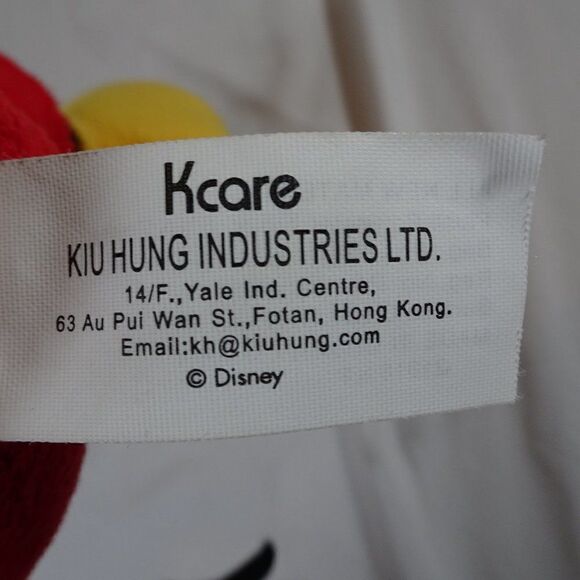 Kcare
KIU HUNG INDUSTRIES LTD.
14/F.,Yale Ind. Centre,
63 Au Pui Wan St.,Fotan, Hong Kong.
Email:kh@kiuhung.com
© Disney